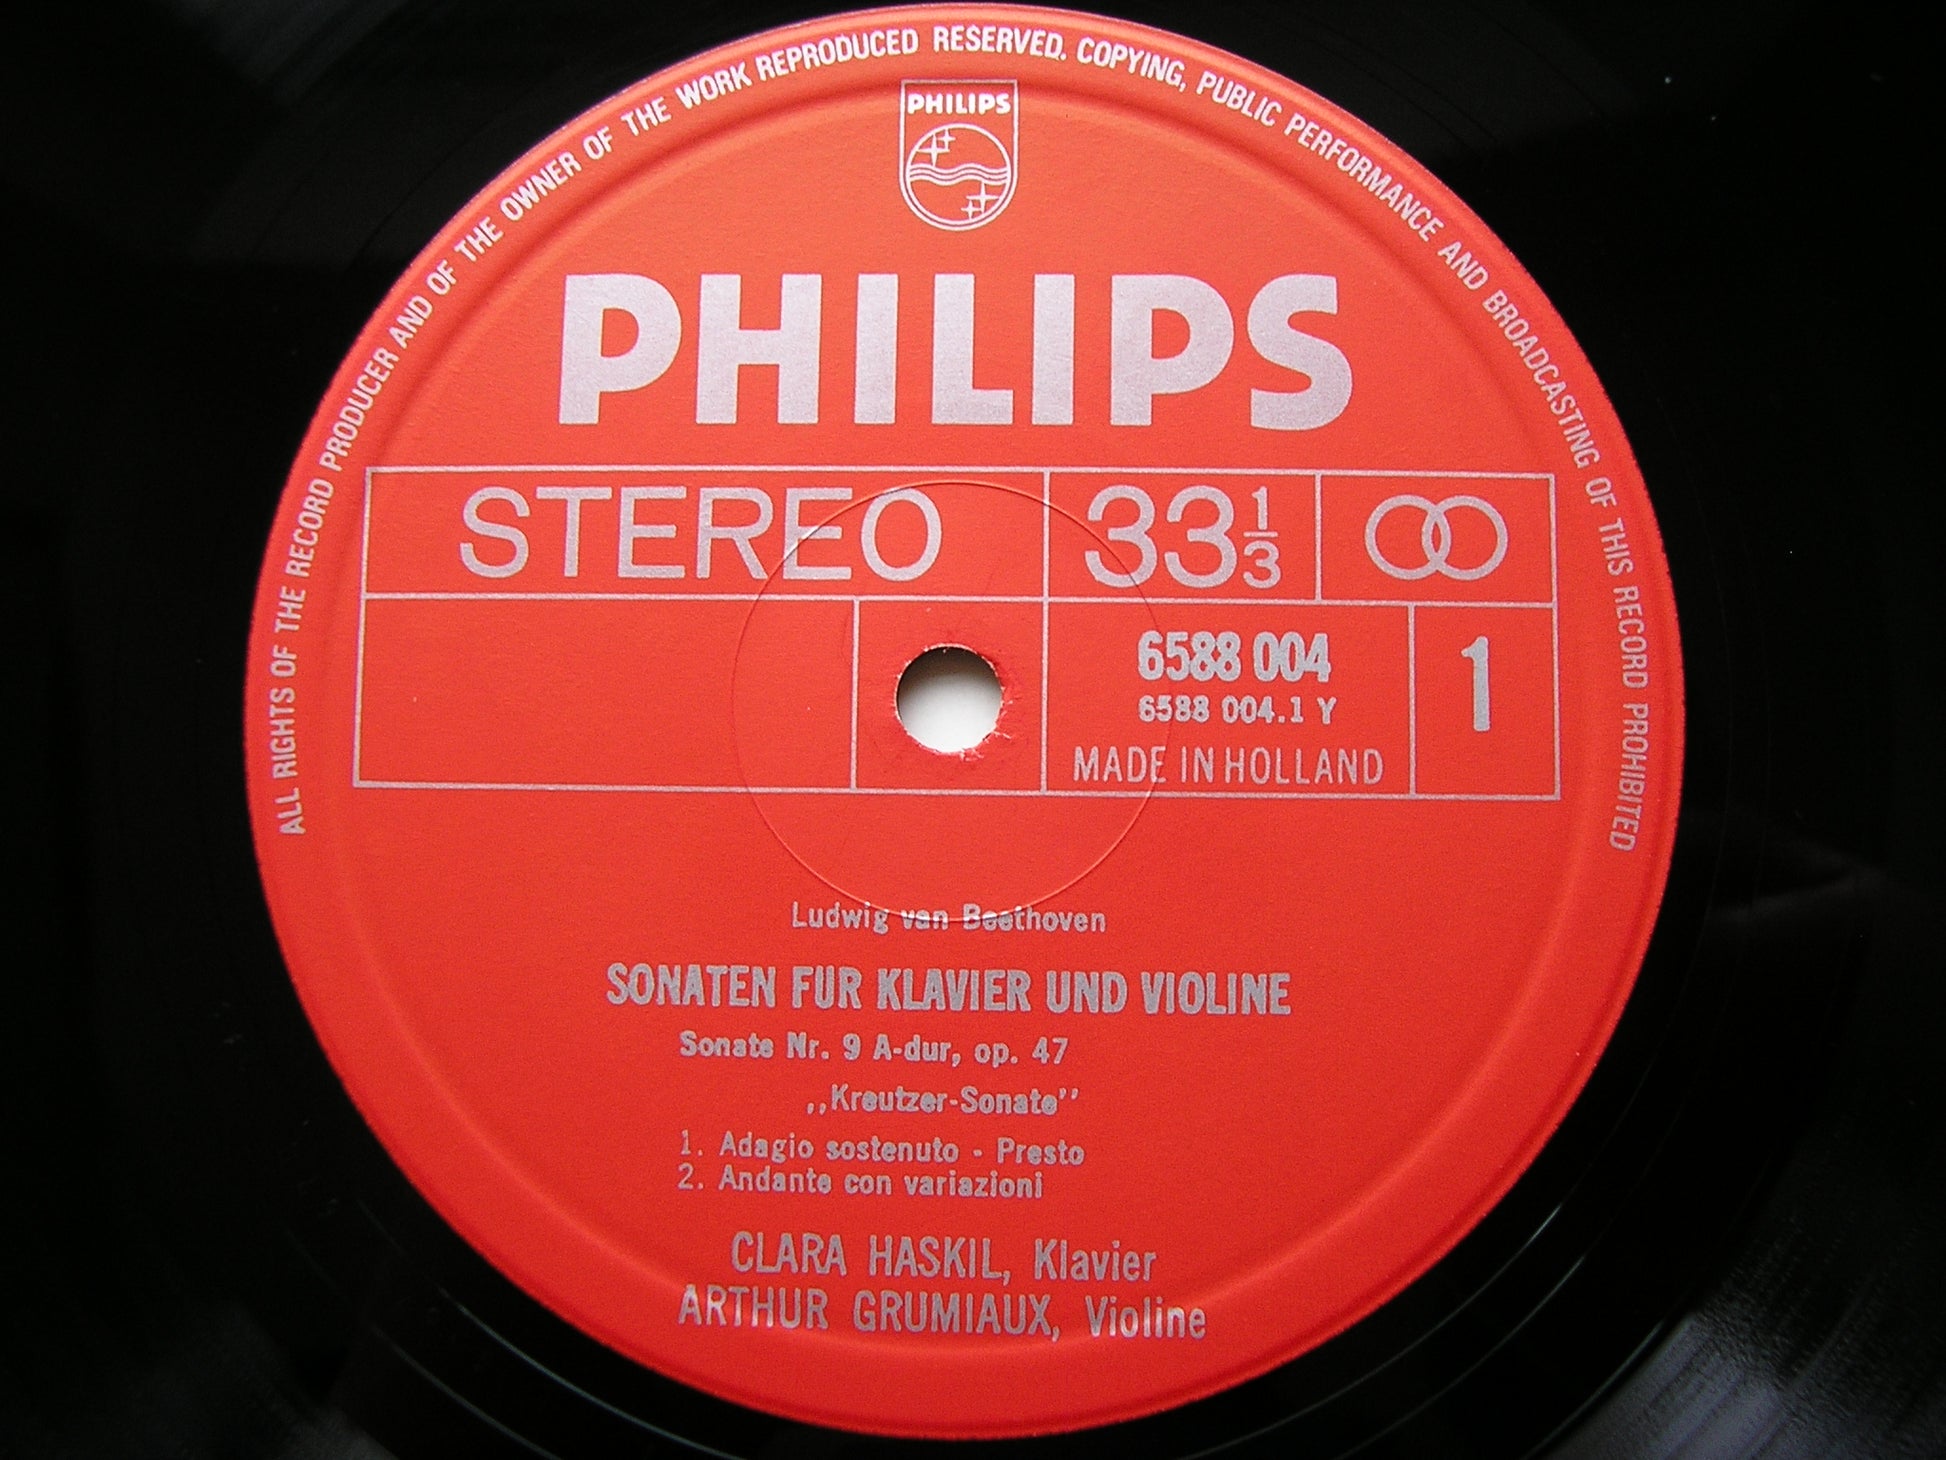 ALL RIGHTS OF THE RECORD PRODUCER AND OF THE OWNER OF THE WORK REPRODUCED RESERVED. COPYING, PUBLIC PERFORMANCE AND BROADCASTING OF THIS RECORD PROHIBITED
PHILIPS
PHILIPS
STEREO 33 1/3
6588 004 1
6588 004.1 Y
MADE IN HOLLAND
Ludwig van Beethoven
SONATEN FUR KLAVIER UND VIOLINE
Sonate Nr. 9 A-dur, op. 47
,,Kreutzer-Sonate''
1. Adagio sostenuto - Presto
2. Andante con variazioni
CLARA HASKIL, Klavier
ARTHUR GRUMIAUX, Violine